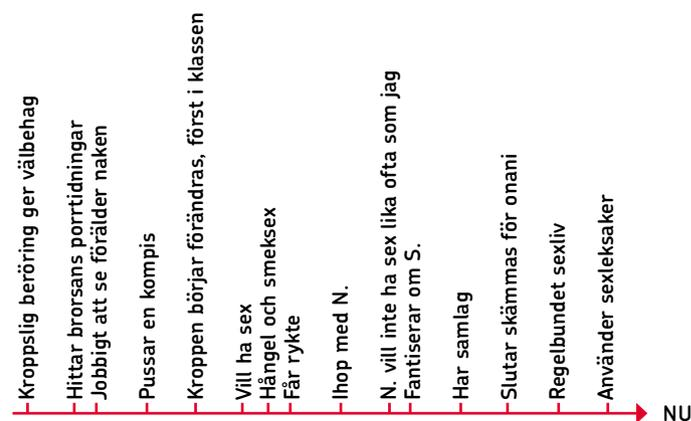 Kroppslig beröring ger välbehag
Hittar brorsans porrtidningar
Jobbigt att se förälder naken
Pussar en kompis
Kroppen börjar förändras, först i klassen
Vill ha sex
Hångel och smeksex
Får rykte
Ihop med N.
N. vill inte ha sex lika ofta som jag
Fantiserar om S.
Har samlag
Slutar skämmas för onani
Regelbundet sexliv
Använder sexleksaker
NU